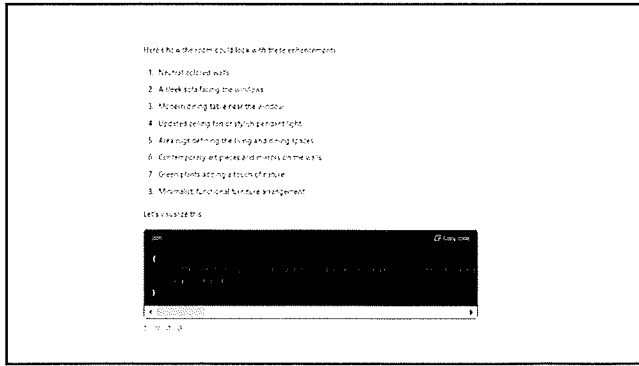 Here's how the room could look with these enhancements
1. Neutral colored walls
2. A sleek sofa facing the windows
3. Modern dining table near the window
4. Updated ceiling fan or stylish pendant light
5. Area rugs defining the living and dining spaces
6. Contemporary art pieces and mirrors on the walls
7. Green plants adding a touch of nature
8. Minimalist, functional furniture arrangement
Let's visualize this
json Copy code
{
}